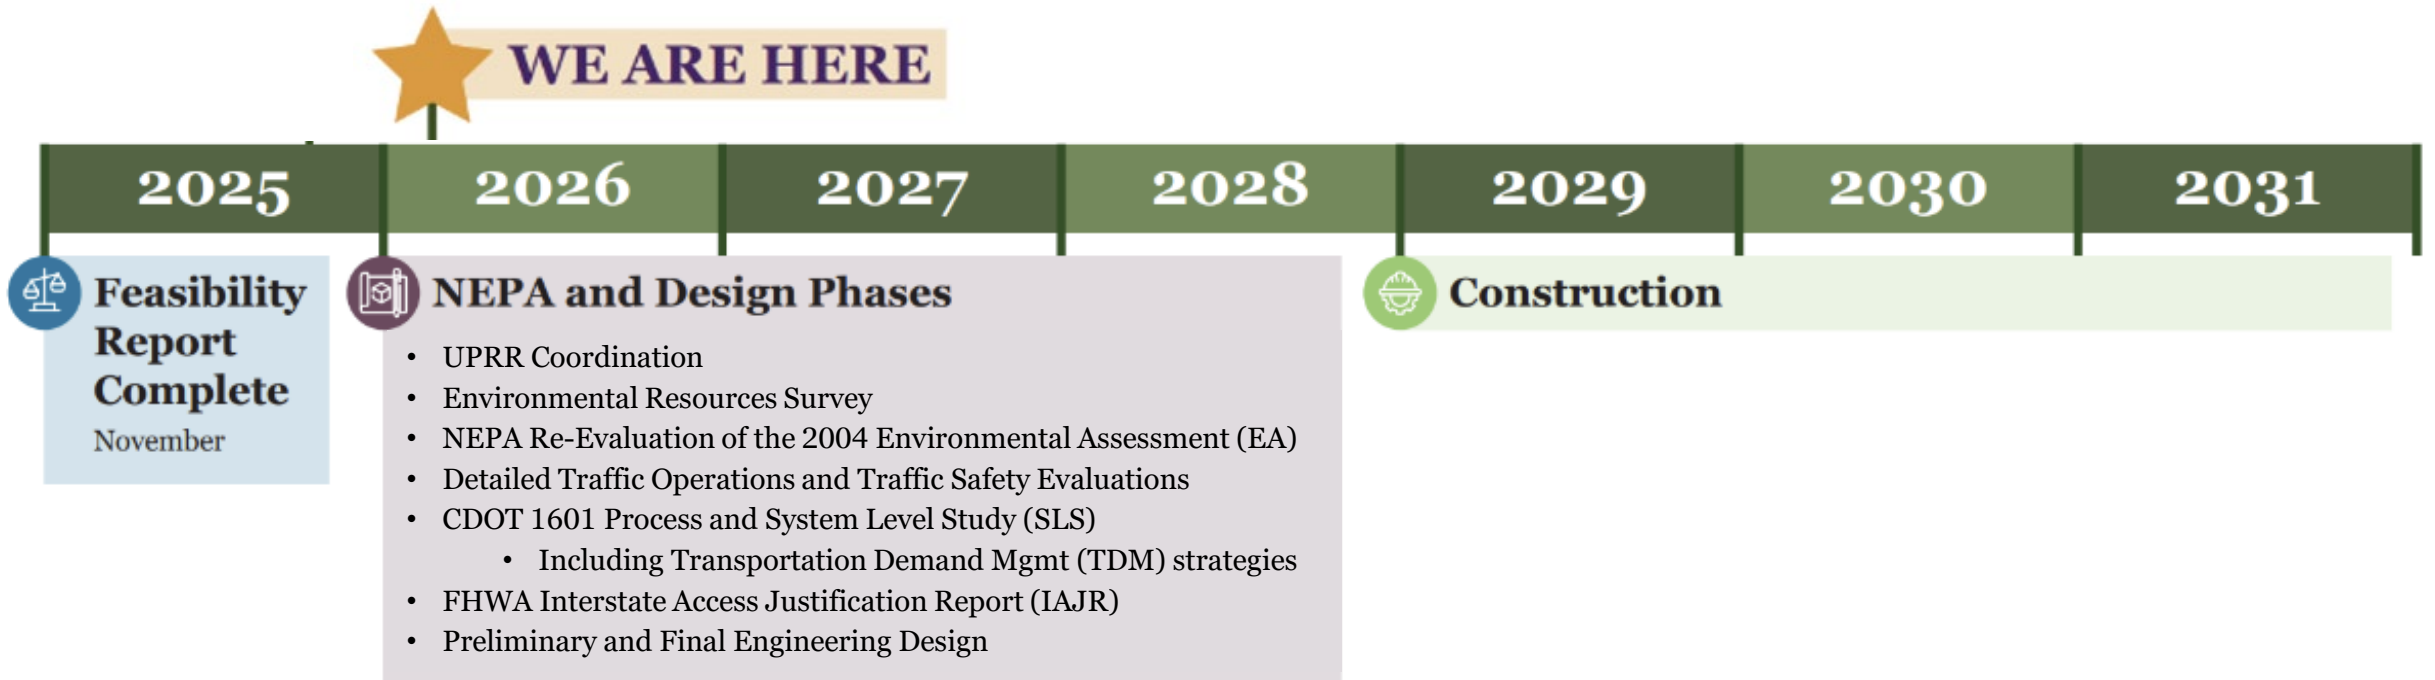 WE ARE HERE
2025 2026 2027 2028 2029 2030 2031
Feasibility
Report
Complete
November
NEPA and Design Phases
• UPRR Coordination
• Environmental Resources Survey
• NEPA Re-Evaluation of the 2004 Environmental Assessment (EA)
• Detailed Traffic Operations and Traffic Safety Evaluations
• CDOT 1601 Process and System Level Study (SLS)
• Including Transportation Demand Mgmt (TDM) strategies
• FHWA Interstate Access Justification Report (IAJR)
• Preliminary and Final Engineering Design
Construction